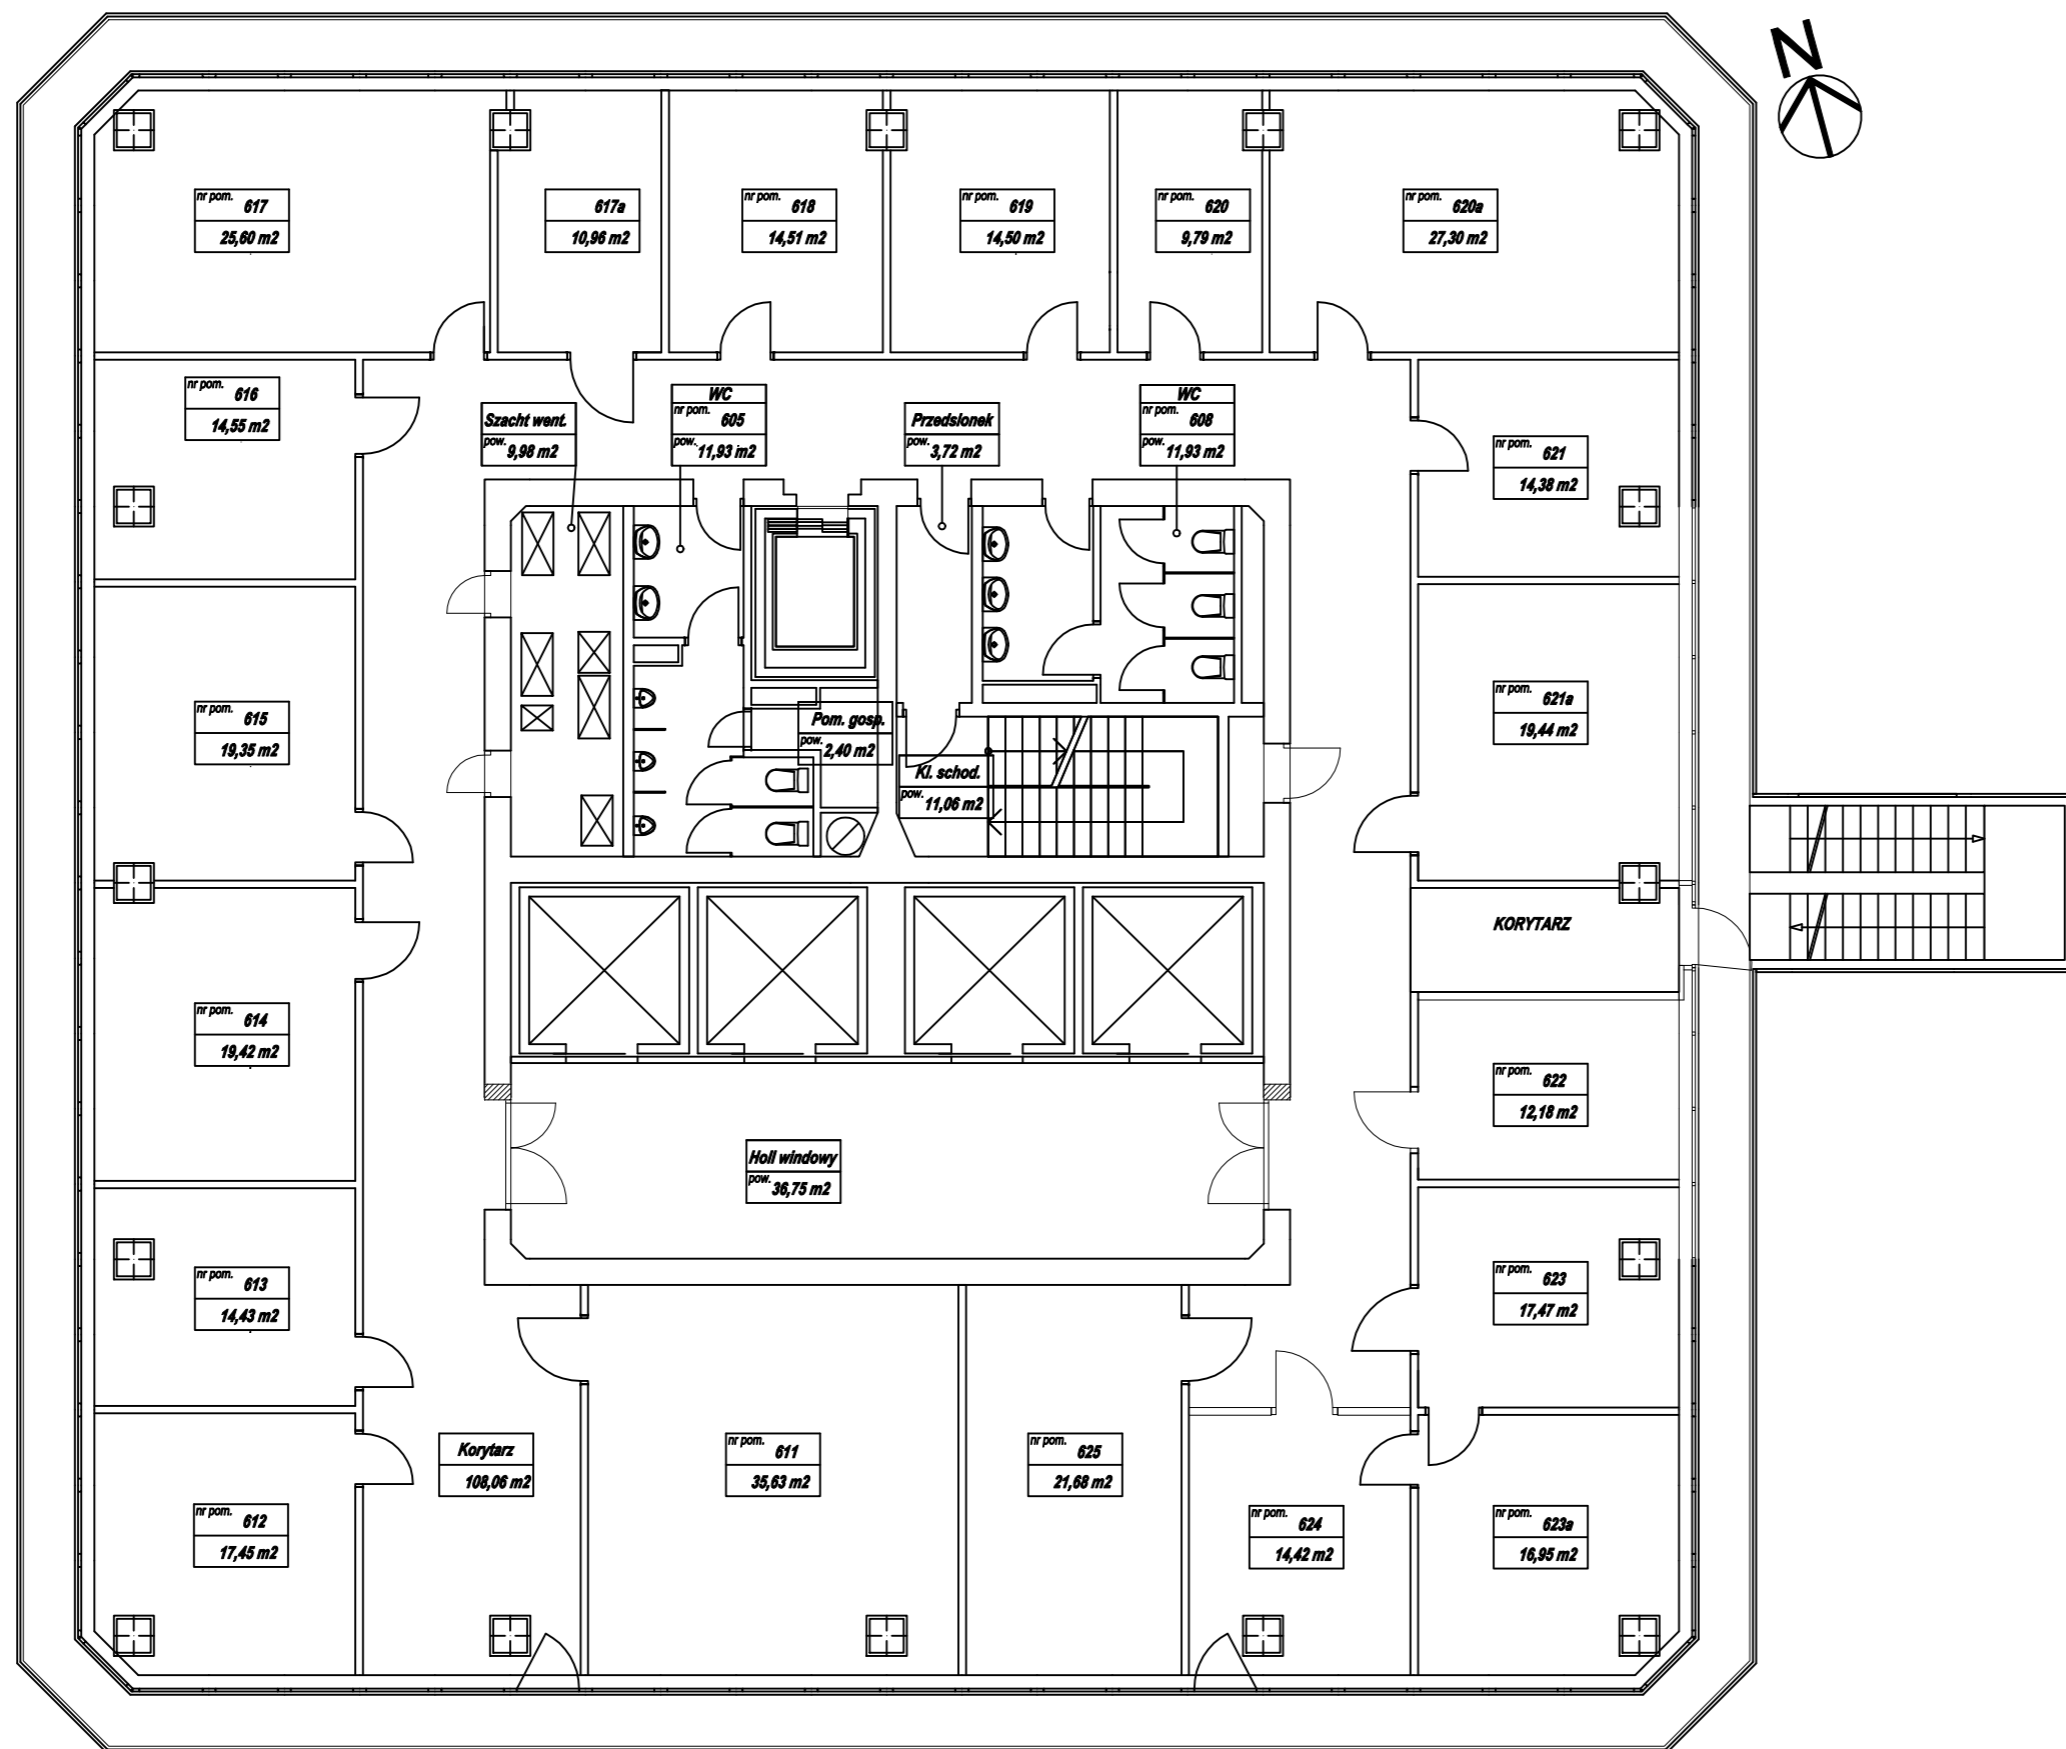 N
nr pom. 617
25,60 m2
617a
10,96 m2
nr pom. 618
14,51 m2
nr pom. 619
14,50 m2
nr pom. 620
9,79 m2
nr pom. 620a
27,30 m2
nr pom. 616
14,55 m2
Szacht went.
pow. 9,98 m2
WC
nr pom. 605
pow. 11,93 m2
Przedsionek
pow. 3,72 m2
WC
nr pom. 608
pow. 11,93 m2
nr pom. 621
14,38 m2
nr pom. 615
19,35 m2
Pom. gosp.
pow. 2,40 m2
Kl. schod.
pow. 11,06 m2
nr pom. 621a
19,44 m2
KORYTARZ
nr pom. 614
19,42 m2
nr pom. 622
12,18 m2
Holl windowy
pow. 36,75 m2
nr pom. 613
14,43 m2
nr pom. 623
17,47 m2
Korytarz
108,06 m2
nr pom. 611
35,63 m2
nr pom. 625
21,68 m2
nr pom. 612
17,45 m2
nr pom. 624
14,42 m2
nr pom. 623a
16,95 m2